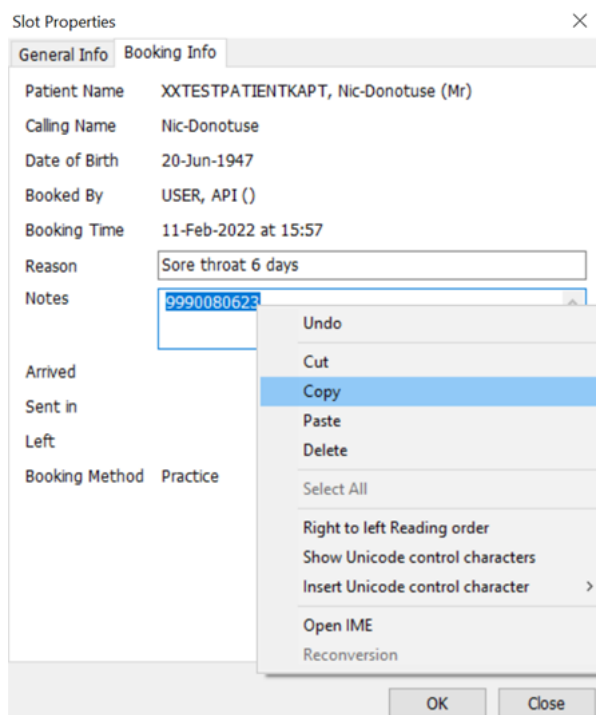 Slot Properties
General Info Booking Info
Patient Name XXTESTPATIENTKAPT, Nic-Donotuse (Mr)
Calling Name Nic-Donotuse
Date of Birth 20-Jun-1947
Booked By USER, API ()
Booking Time 11-Feb-2022 at 15:57
Reason Sore throat 6 days
Notes 9990080623
Arrived
Sent in
Left
Booking Method Practice
Undo
Cut
Copy
Paste
Delete
Select All
Right to left Reading order
Show Unicode control characters
Insert Unicode control character
Open IME
Reconversion
OK Close